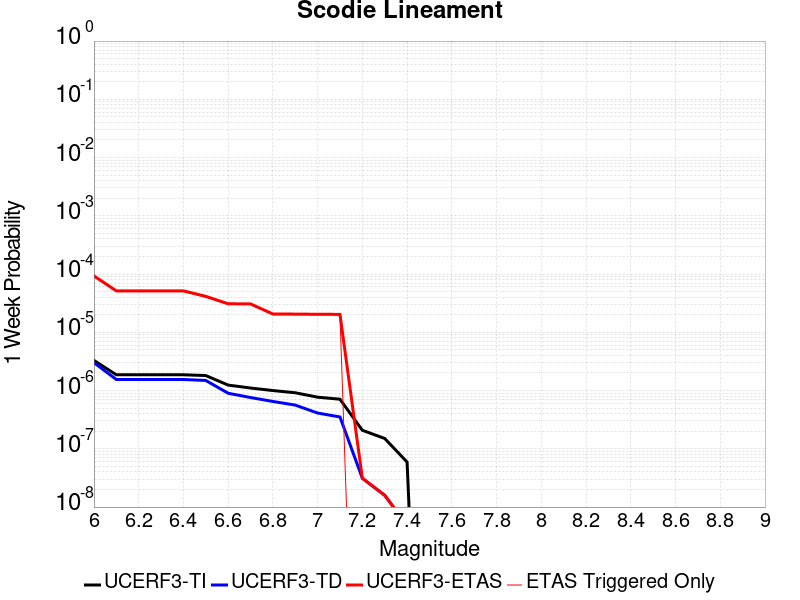 Scodie Lineament
1 Week Probability
10^0
10^-1
10^-2
10^-3
10^-4
10^-5
10^-6
10^-7
10^-8
6 6.2 6.4 6.6 6.8 7 7.2 7.4 7.6 7.8 8 8.2 8.4 8.6 8.8 9
Magnitude
UCERF3-TI UCERF3-TD UCERF3-ETAS ETAS Triggered Only